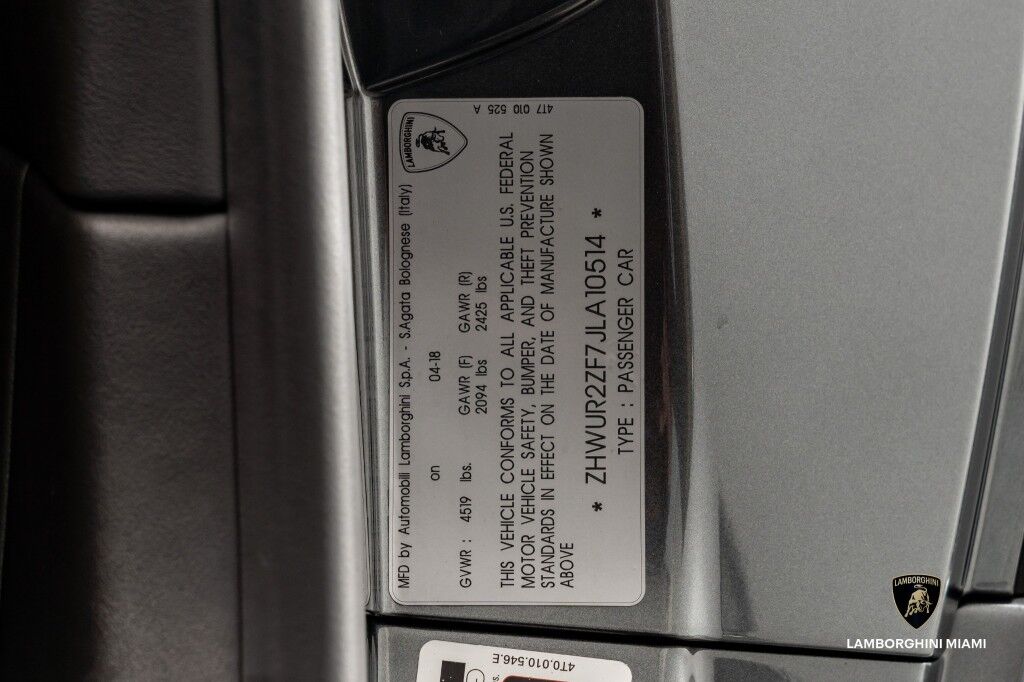 4T7 010 525 A
LAMBORGHINI
MFD by Automobili Lamborghini S.p.A. - S.Agata Bolognese (Italy)
on 04-18
GVWR : 4519 lbs. GAWR (F) GAWR (R)
2094 lbs 2425 lbs
THIS VEHICLE CONFORMS TO ALL APPLICABLE U.S. FEDERAL
MOTOR VEHICLE SAFETY, BUMPER, AND THEFT PREVENTION
STANDARDS IN EFFECT ON THE DATE OF MANUFACTURE SHOWN
ABOVE
* ZHWUR2ZF7JLA10514 *
TYPE : PASSENGER CAR
4T0.010.546.E
LAMBORGHINI
LAMBORGHINI MIAMI